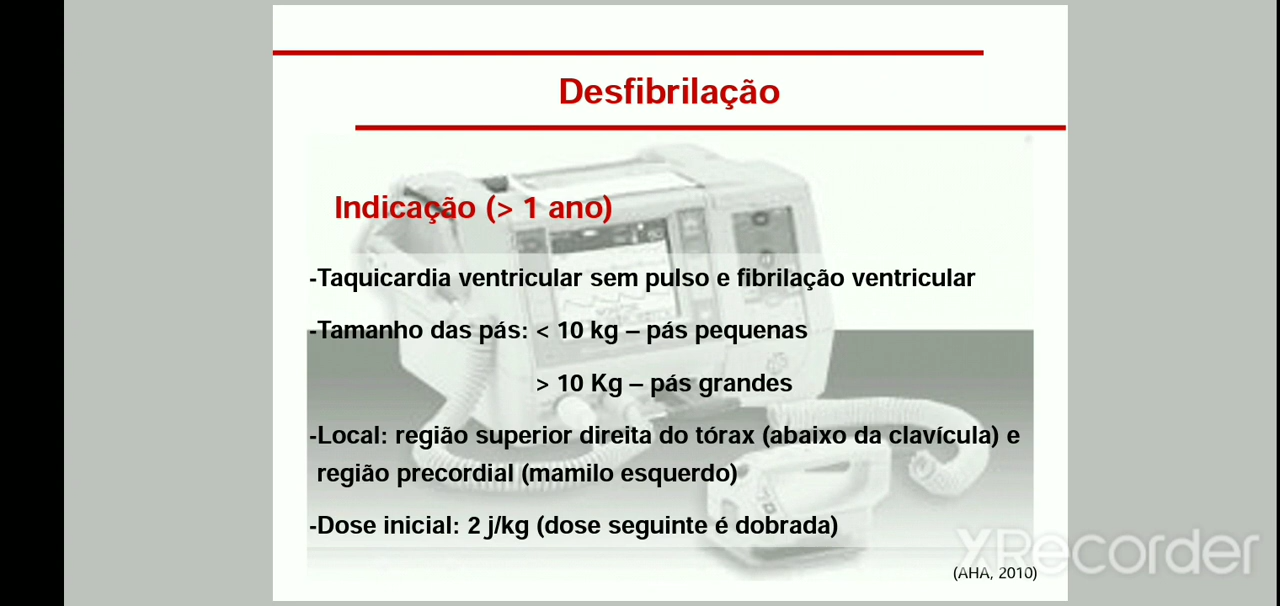 Desfibrilação
Indicação (> 1 ano)
-Taquicardia ventricular sem pulso e fibrilação ventricular
-Tamanho das pás: < 10 kg – pás pequenas
> 10 Kg – pás grandes
-Local: região superior direita do tórax (abaixo da clavícula) e
região precordial (mamilo esquerdo)
-Dose inicial: 2 j/kg (dose seguinte é dobrada)
XRecorder
(AHA, 2010)